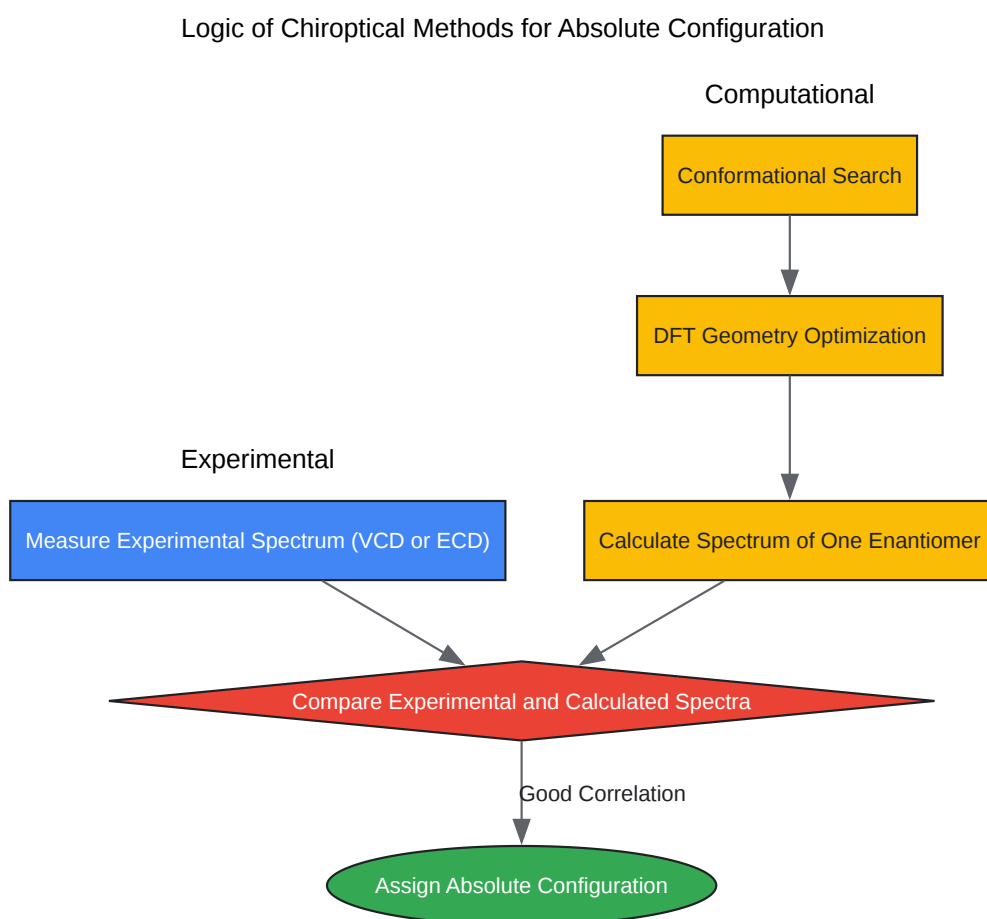 Logic of Chiroptical Methods for Absolute Configuration
Computational
Conformational Search
DFT Geometry Optimization
Experimental
Measure Experimental Spectrum (VCD or ECD)
Calculate Spectrum of One Enantiomer
Compare Experimental and Calculated Spectra
Good Correlation
Assign Absolute Configuration